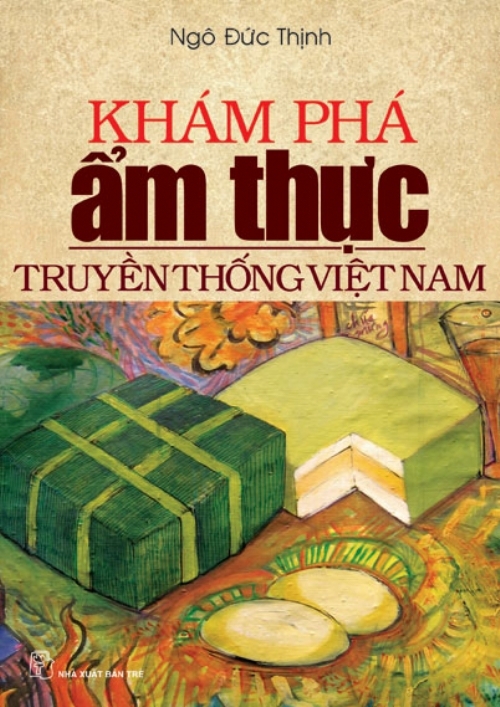 Ngô Đức Thịnh
KHÁM PHÁ
ẩm thực
TRUYỀN THỐNG VIỆT NAM
NHÀ XUẤT BẢN TRẺ